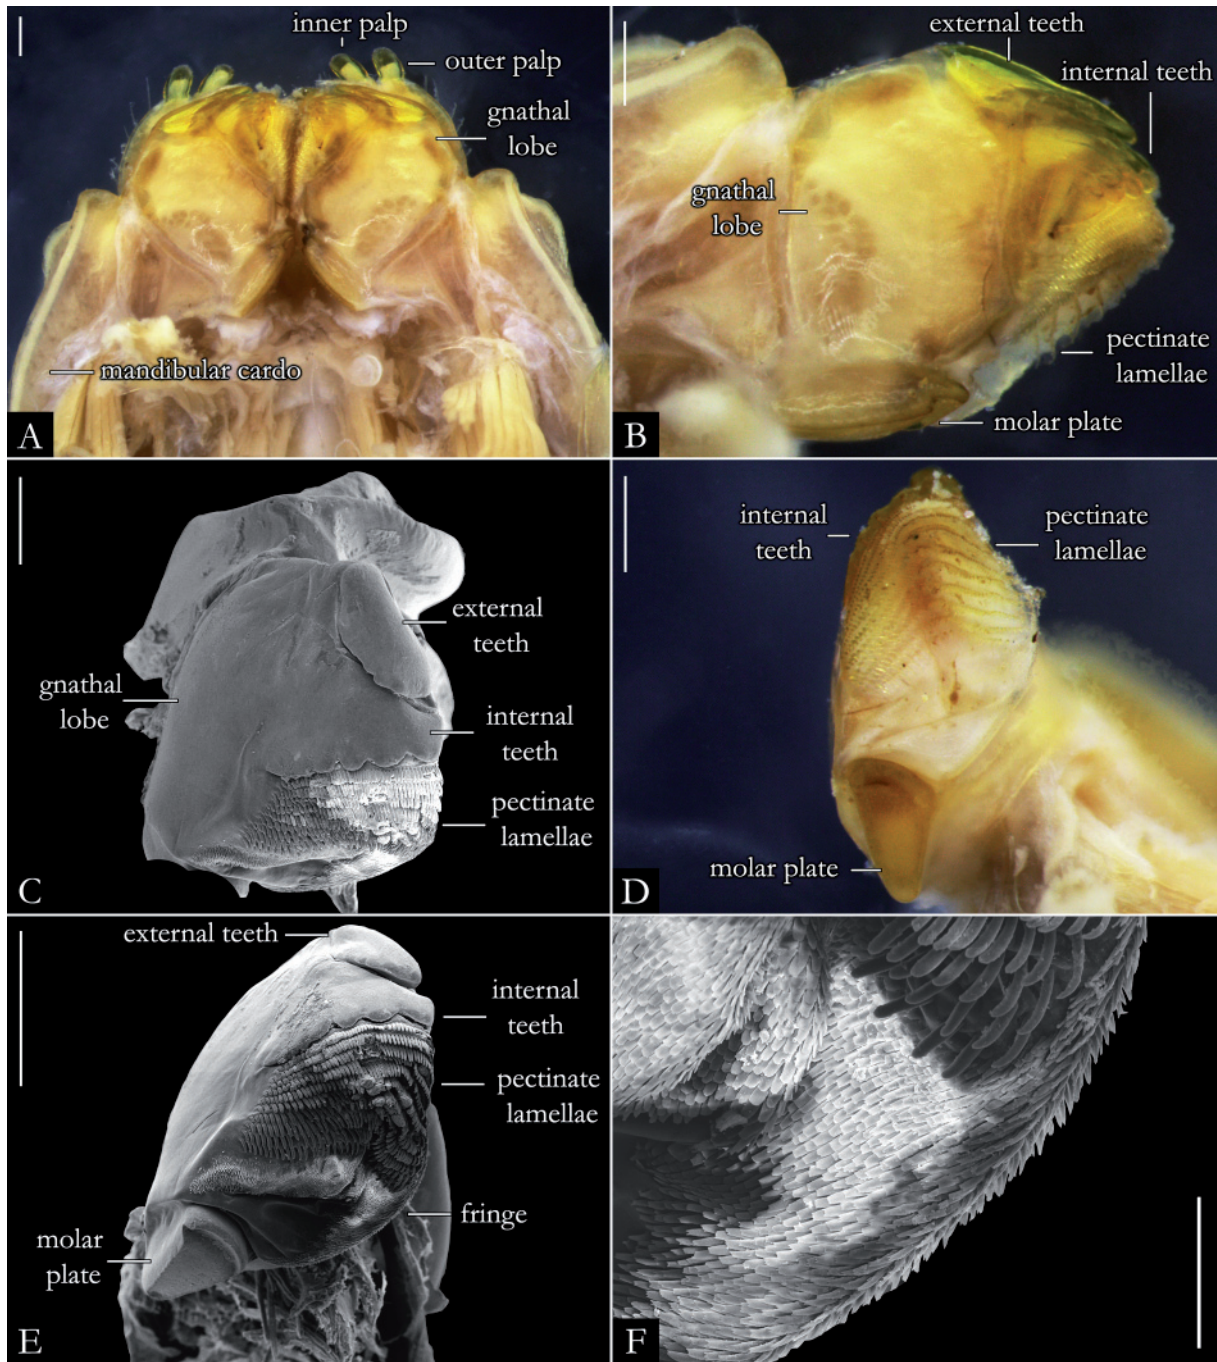 inner palp
outer palp
gnathal
lobe
mandibular cardo
A
external teeth
internal teeth
gnathal
lobe
pectinate
lamellae
molar plate
B
external
teeth
gnathal
lobe
internal
teeth
pectinate
lamellae
C
internal
teeth
pectinate
lamellae
molar plate
D
external teeth
internal
teeth
pectinate
lamellae
fringe
molar
plate
E
F